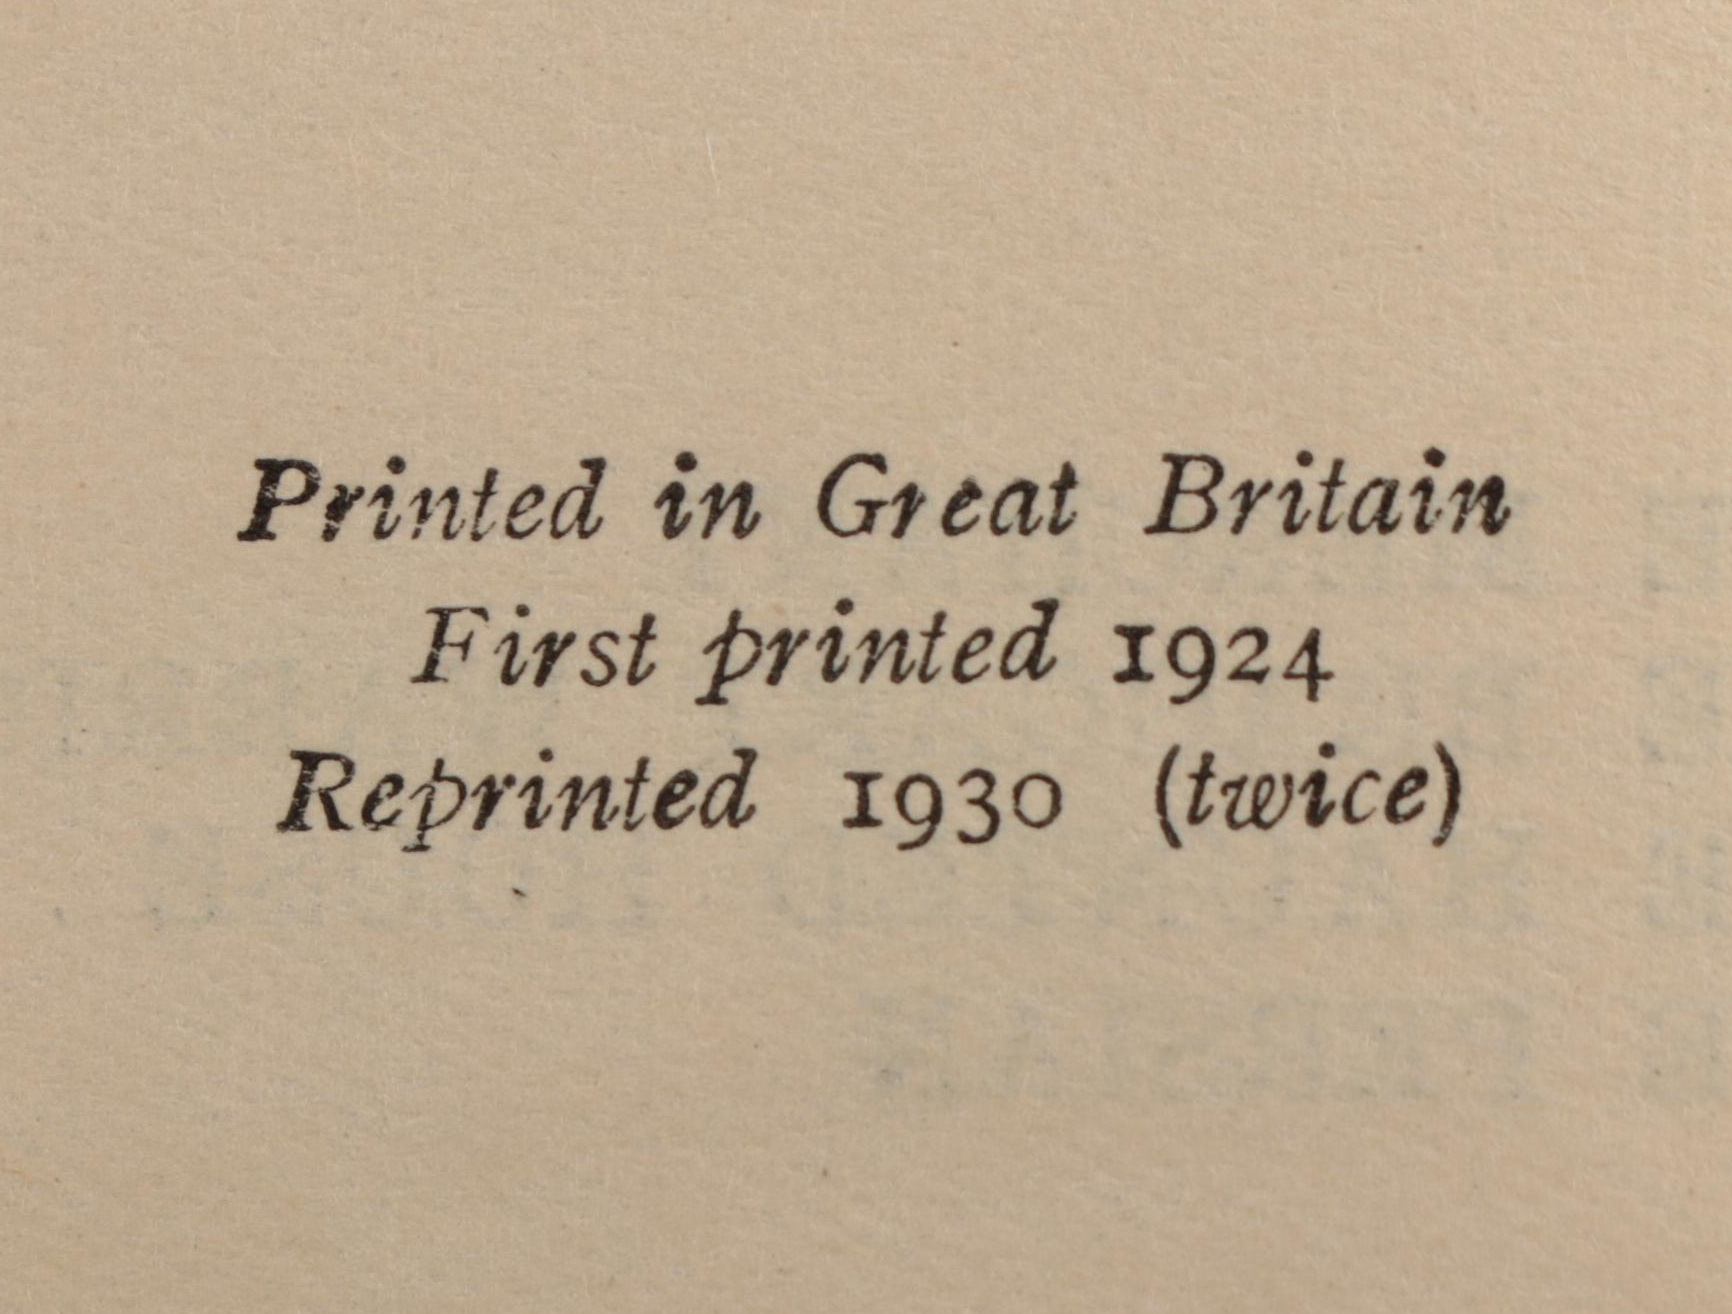 Printed in Great Britain
First printed 1924
Reprinted 1930 (twice)